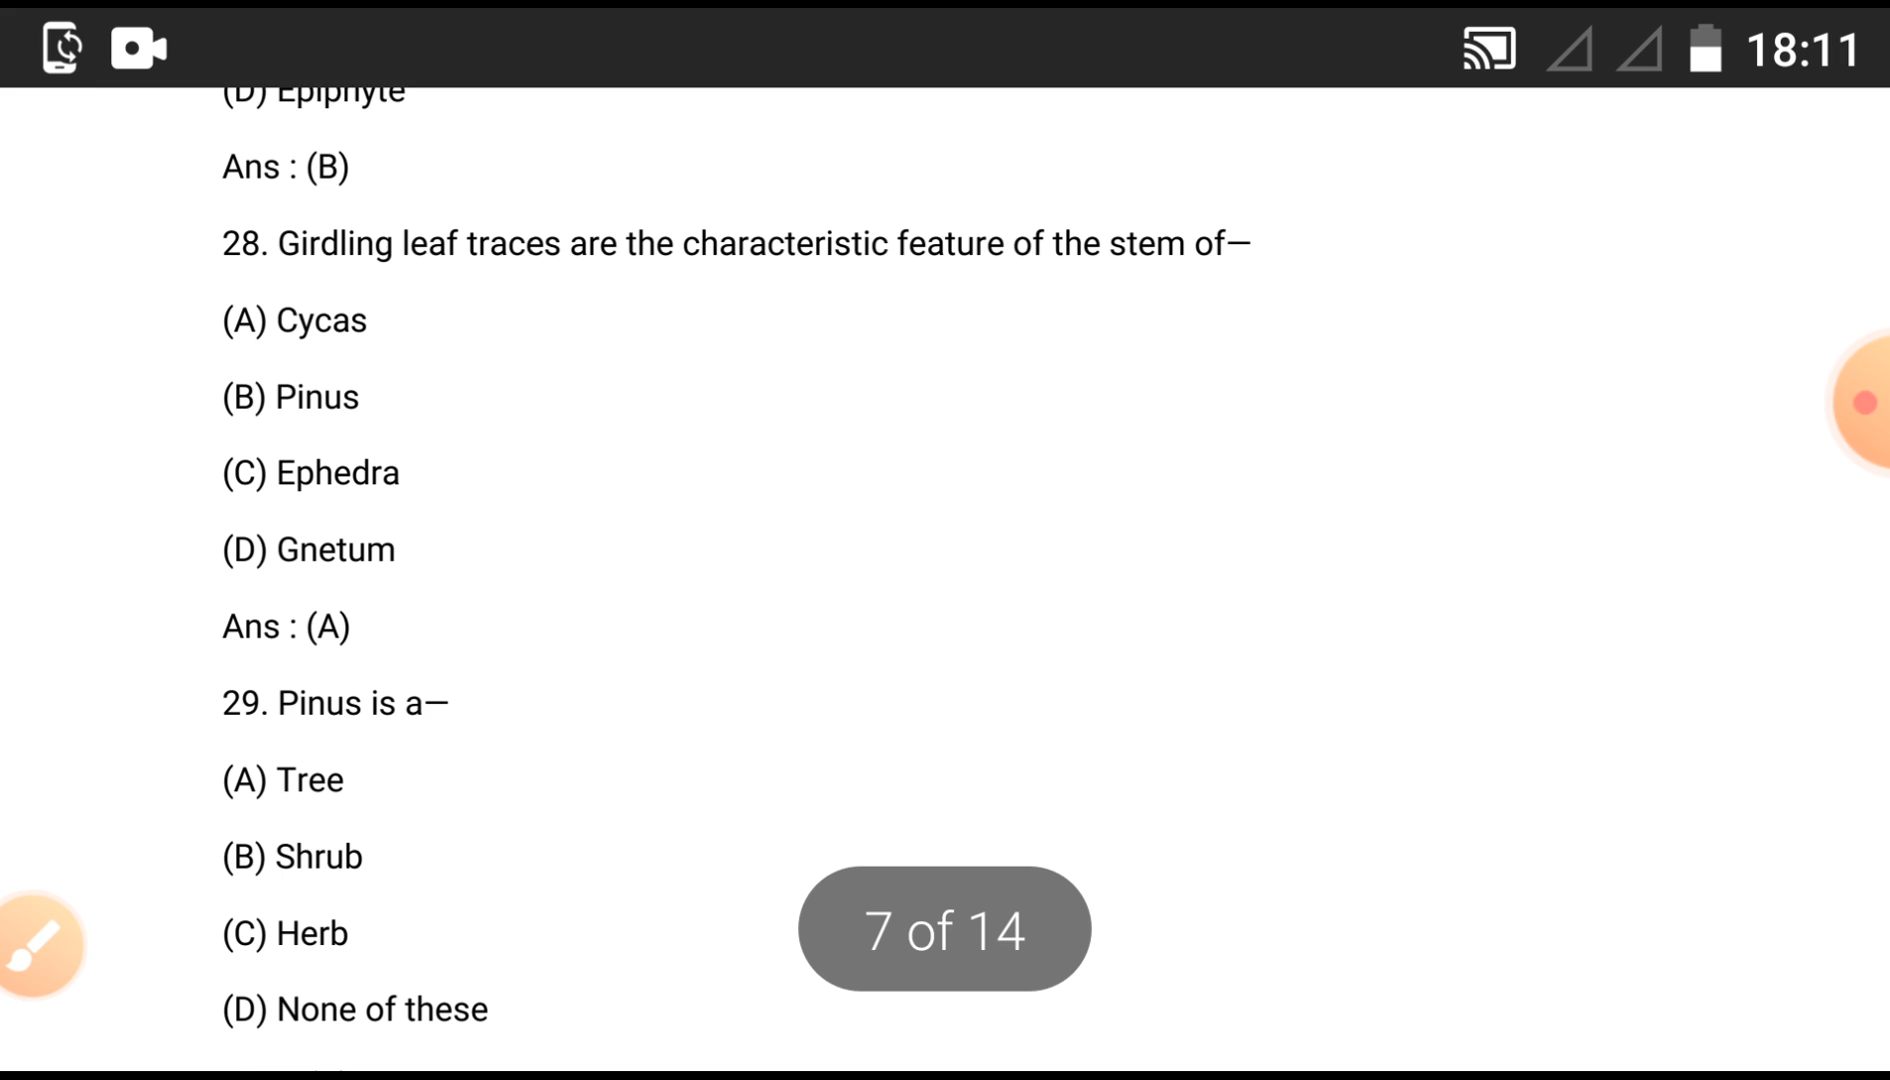 18:11
(D) Epiphyte
Ans : (B)
28. Girdling leaf traces are the characteristic feature of the stem of—
(A) Cycas
(B) Pinus
(C) Ephedra
(D) Gnetum
Ans : (A)
29. Pinus is a—
(A) Tree
(B) Shrub
(C) Herb
(D) None of these
7 of 14